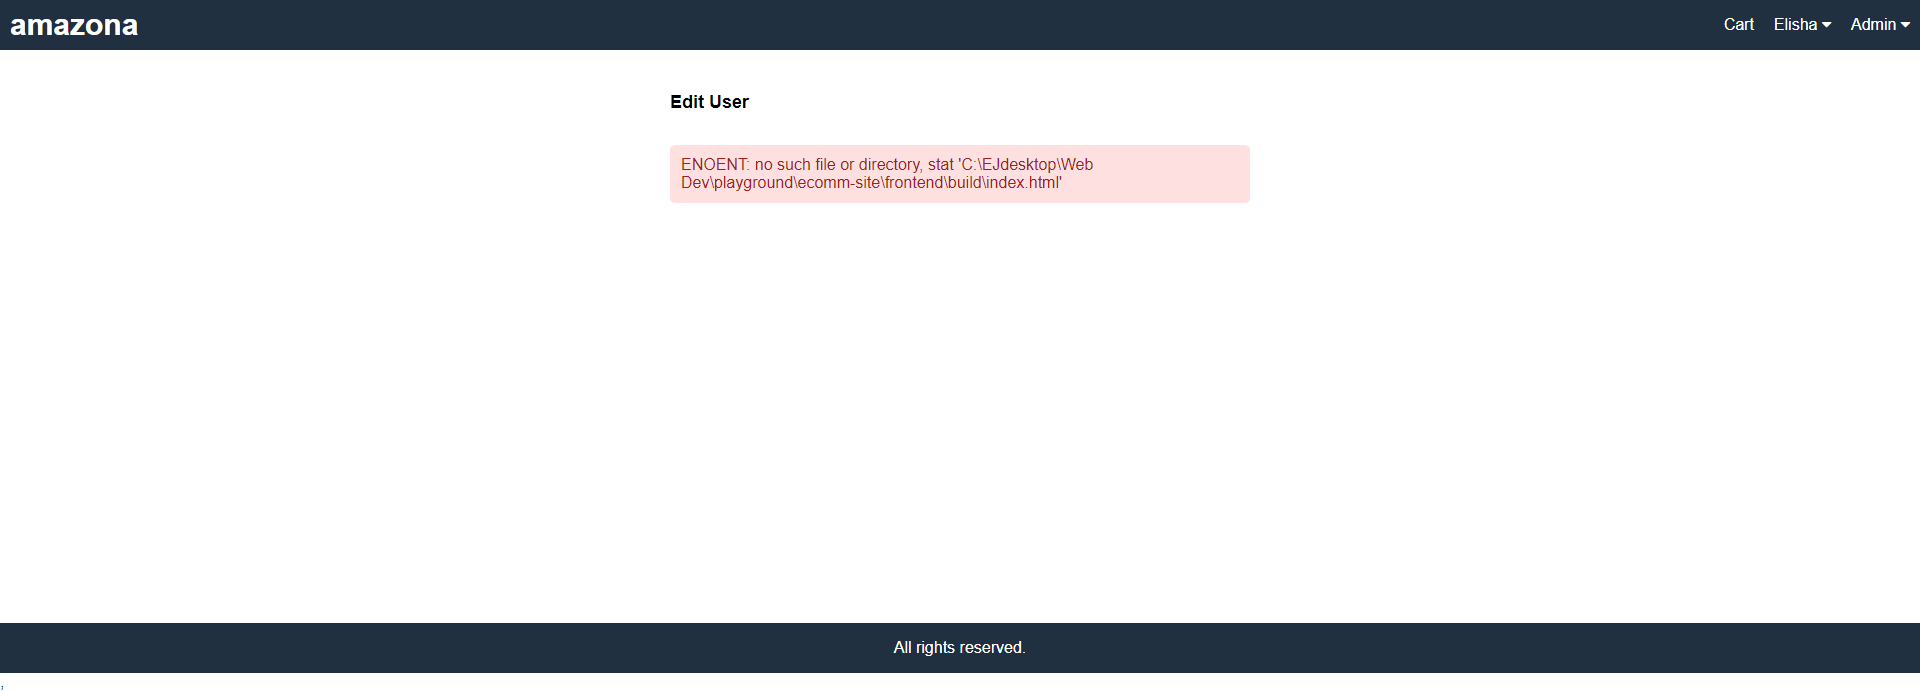 amazona
Cart Elisha Admin
Edit User
ENOENT: no such file or directory, stat 'C:\EJdesktop\Web
Dev\playground\ecomm-site\frontend\build\index.html'
All rights reserved.